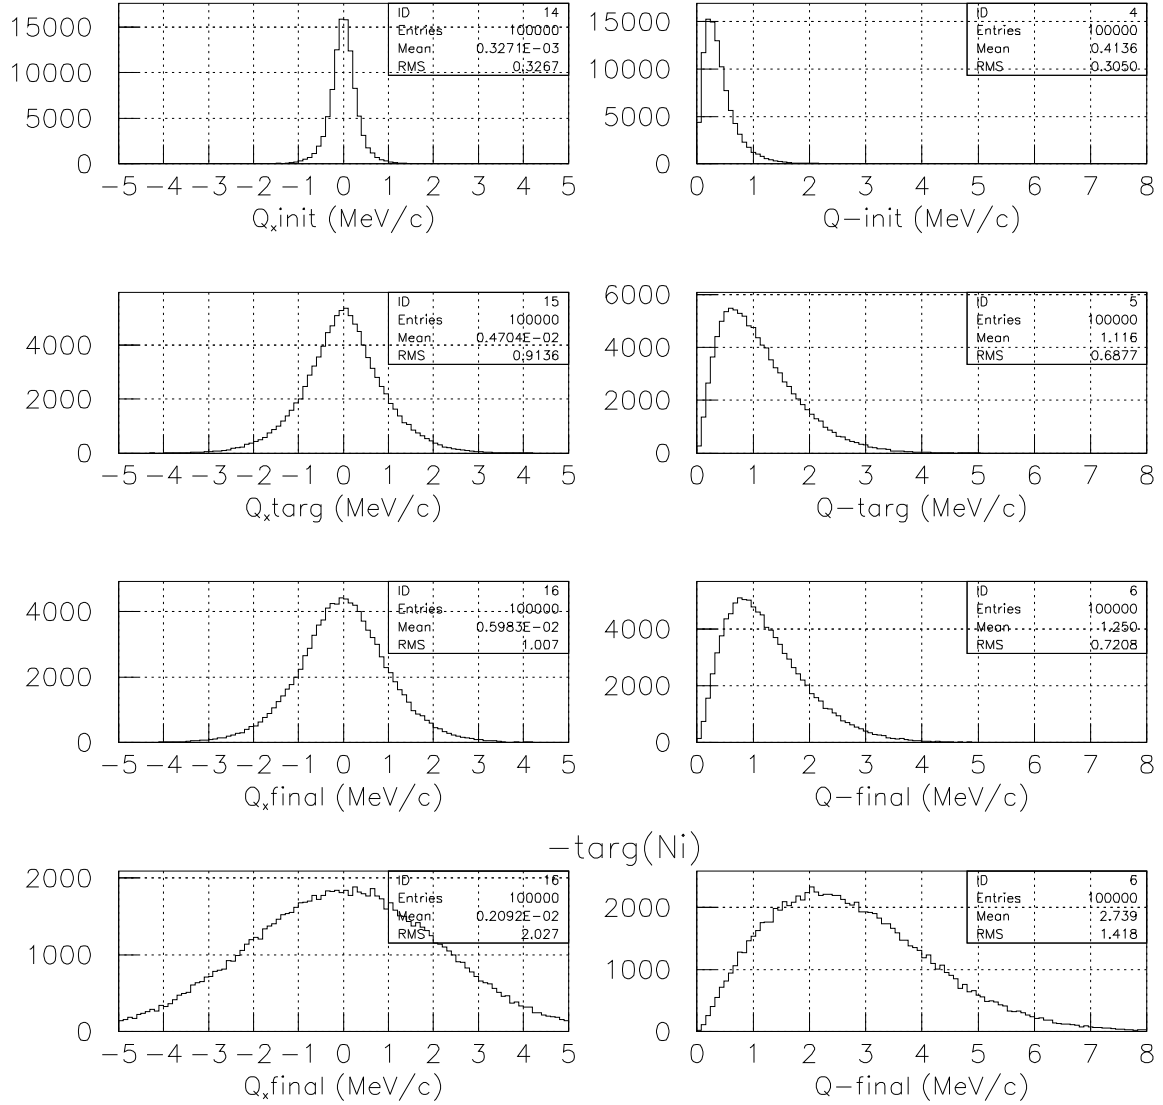 ID 14
Entries 100000
Mean 0.3271E-03
RMS 0.3267
15000
10000
5000
0
-5 -4 -3 -2 -1 0 1 2 3 4 5
Qxinit (MeV/c)
ID 4
Entries 100000
Mean 0.4136
RMS 0.3050
15000
10000
5000
0
0 1 2 3 4 5 6 7 8
Q-init (MeV/c)
ID 15
Entries 100000
Mean 0.4704E-02
RMS 0.9136
4000
2000
0
-5 -4 -3 -2 -1 0 1 2 3 4 5
Qxtarg (MeV/c)
ID 5
Entries 100000
Mean 1.116
RMS 0.6877
6000
4000
2000
0
0 1 2 3 4 5 6 7 8
Q-targ (MeV/c)
ID 16
Entries 100000
Mean 0.5983E-02
RMS 1.007
4000
2000
0
-5 -4 -3 -2 -1 0 1 2 3 4 5
Qxfinal (MeV/c)
ID 6
Entries 100000
Mean 1.250
RMS 0.7208
4000
2000
0
0 1 2 3 4 5 6 7 8
Q-final (MeV/c)
-targ(Ni)
ID 16
Entries 100000
Mean 0.2092E-02
RMS 2.027
2000
1000
0
-5 -4 -3 -2 -1 0 1 2 3 4 5
Qxfinal (MeV/c)
ID 6
Entries 100000
Mean 2.739
RMS 1.418
2000
1000
0
0 1 2 3 4 5 6 7 8
Q-final (MeV/c)